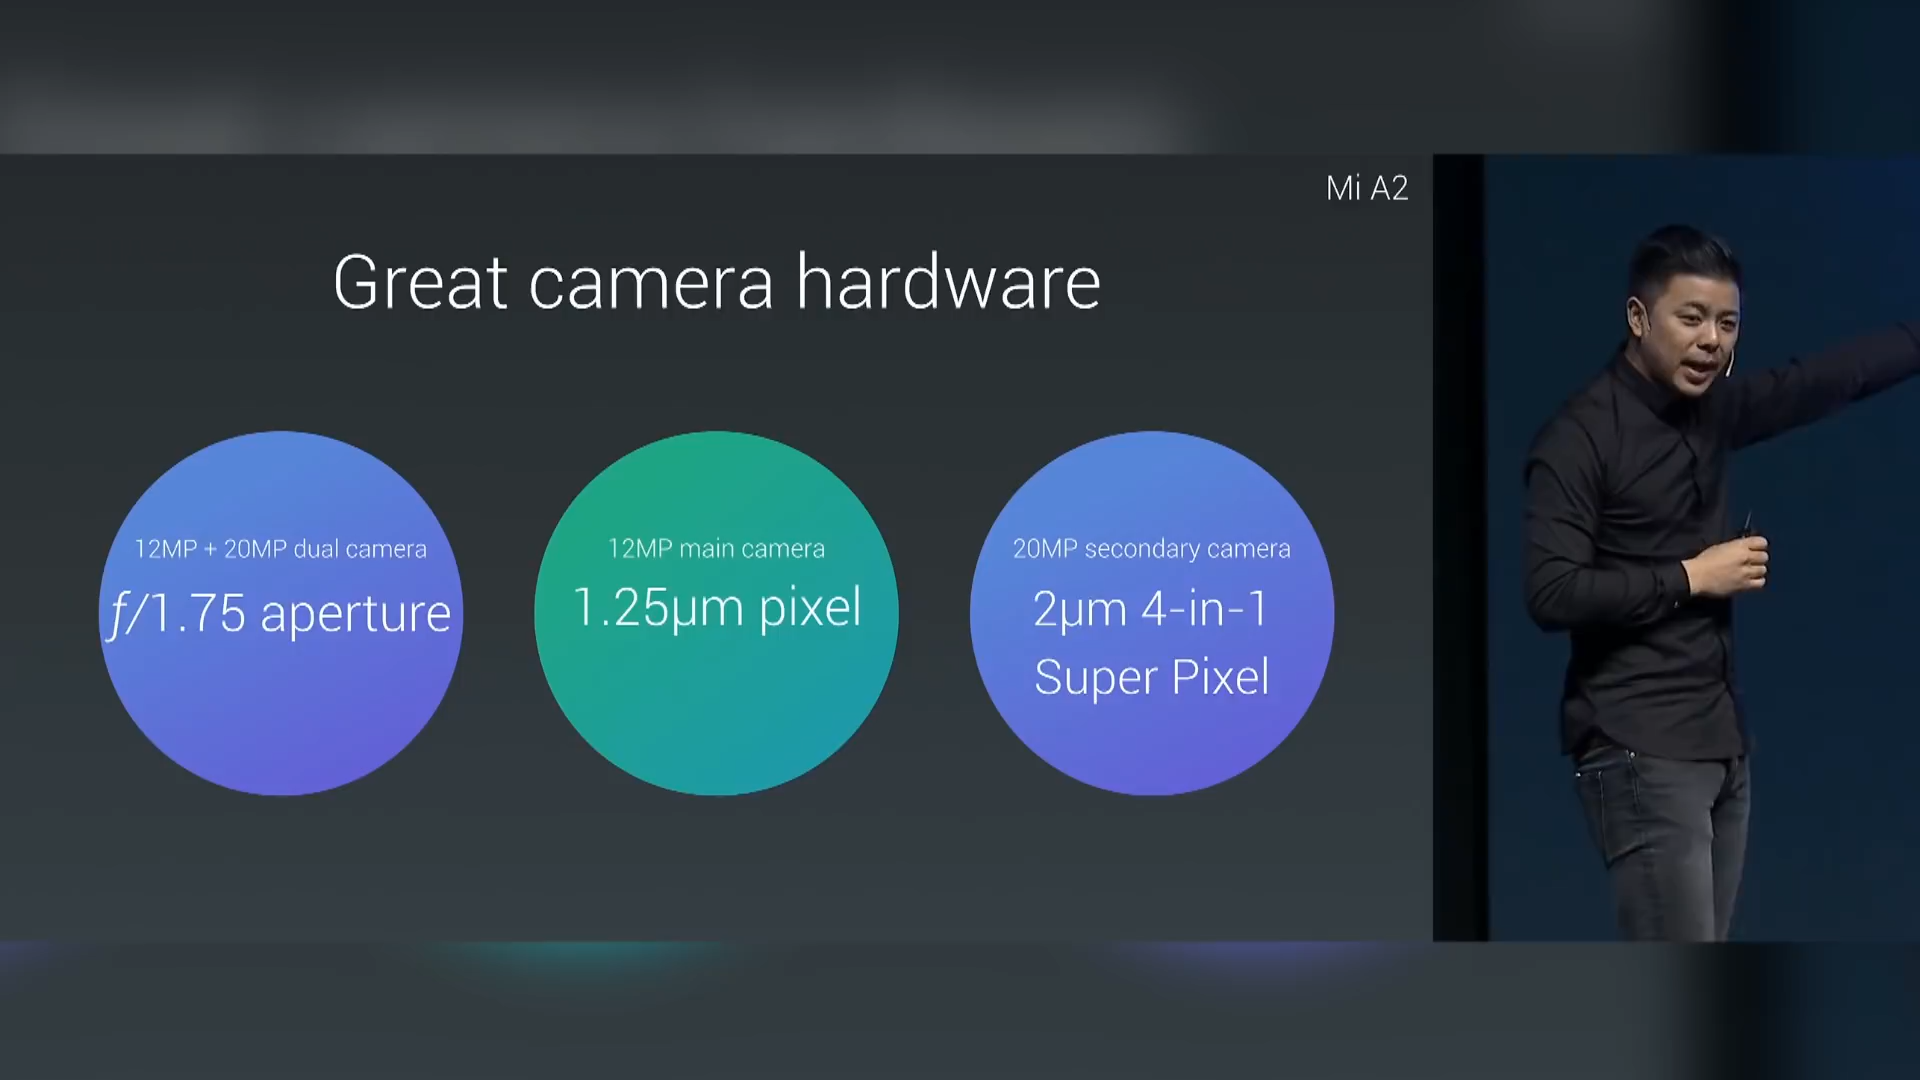 Mi A2
Great camera hardware
12MP + 20MP dual camera
f/1.75 aperture
12MP main camera
1.25µm pixel
20MP secondary camera
2µm 4-in-1
Super Pixel